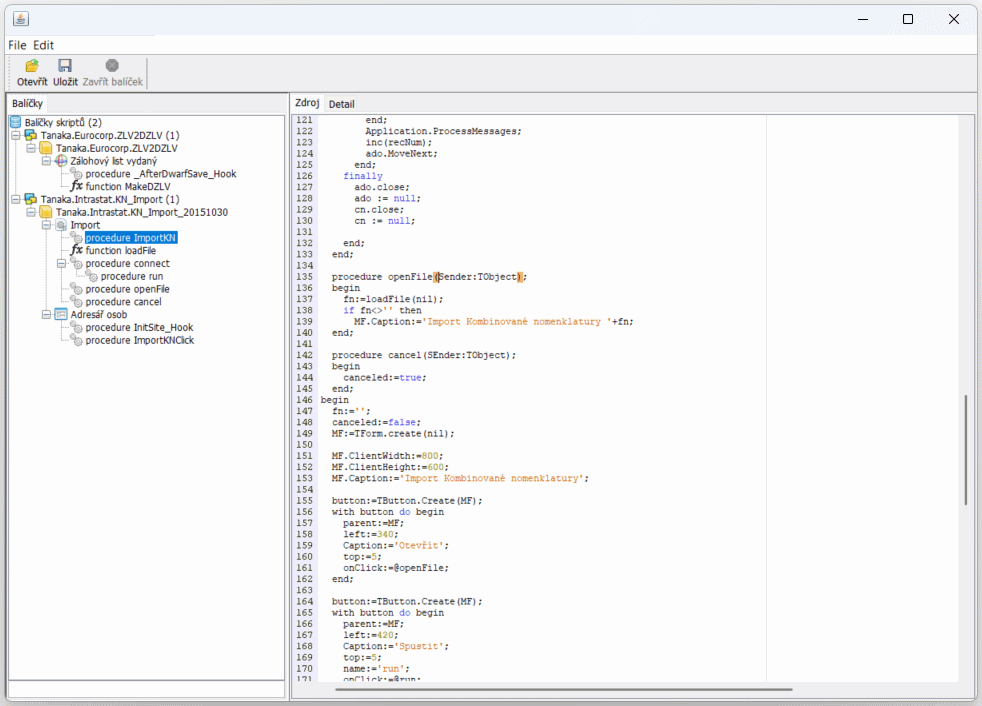 File Edit
Otevřít Uložit Zavřít balíček
Balíčky
Balíčky skriptů (2)
Tanaka.Eurocorp.ZLV2DZLV (1)
Tanaka.Eurocorp.ZLV2DZLV
Zálohový list vydaný
procedure _AfterDwarfSave_Hook
fx function MakeDZLV
Tanaka.Intrastat.KN_Import (1)
Tanaka.Intrastat.KN_Import_20151030
Import
procedure ImportKN
fx function loadFile
procedure connect
procedure run
procedure openFile
procedure cancel
Adresář osob
procedure InitSite_Hook
procedure ImportKNClick
Zdroj Detail
121 end;
122 Application.ProcessMessages;
123 inc(recNum);
124 ado.MoveNext;
125 end;
126 finally
127 ado.close;
128 ado := null;
129 cn.close;
130 cn := null;
131
132 end;
133 end;
134
135 procedure openFile(Sender:TObject);
136 begin
137 fn:=loadFile(nil);
138 if fn<>'' then
139 MF.Caption:='Import Kombinované nomenklatury '+fn;
140 end;
141
142 procedure cancel(SEnder:TObject);
143 begin
144 canceled:=true;
145 end;
146 begin
147 fn:='';
148 canceled:=false;
149 MF:=TForm.create(nil);
150
151 MF.ClientWidth:=800;
152 MF.ClientHeight:=600;
153 MF.Caption:='Import Kombinované nomenklatury';
154
155 button:=TButton.Create(MF);
156 with button do begin
157 parent:=MF;
158 left:=340;
159 Caption:='Otevřít';
160 top:=5;
161 onClick:=@openFile;
162 end;
163
164 button:=TButton.Create(MF);
165 with button do begin
166 parent:=MF;
167 left:=420;
168 Caption:='Spustit';
169 top:=5;
170 name:='run';
171 onClick:=@run;